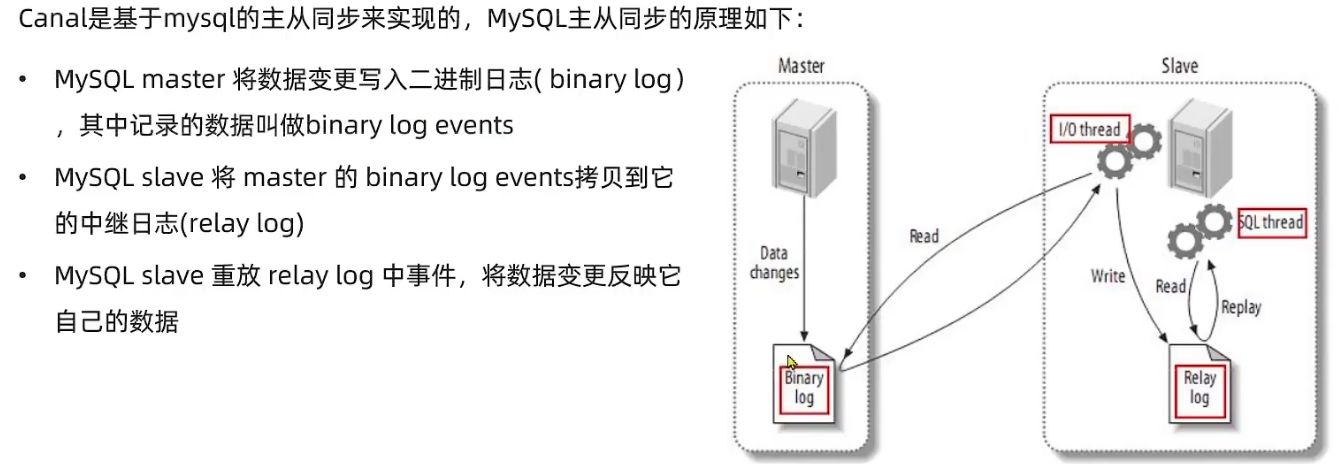 Canal是基于mysql的主从同步来实现的，MySQL主从同步的原理如下：
• MySQL master 将数据变更写入二进制日志( binary log）
，其中记录的数据叫做binary log events
• MySQL slave 将 master 的 binary log events拷贝到它
的中继日志(relay log)
• MySQL slave 重放 relay log 中事件，将数据变更反映它
自己的数据
Master
Slave
I/O thread
SQL thread
Read
Data
changes
Write
Read
Replay
Binary
log
Relay
log